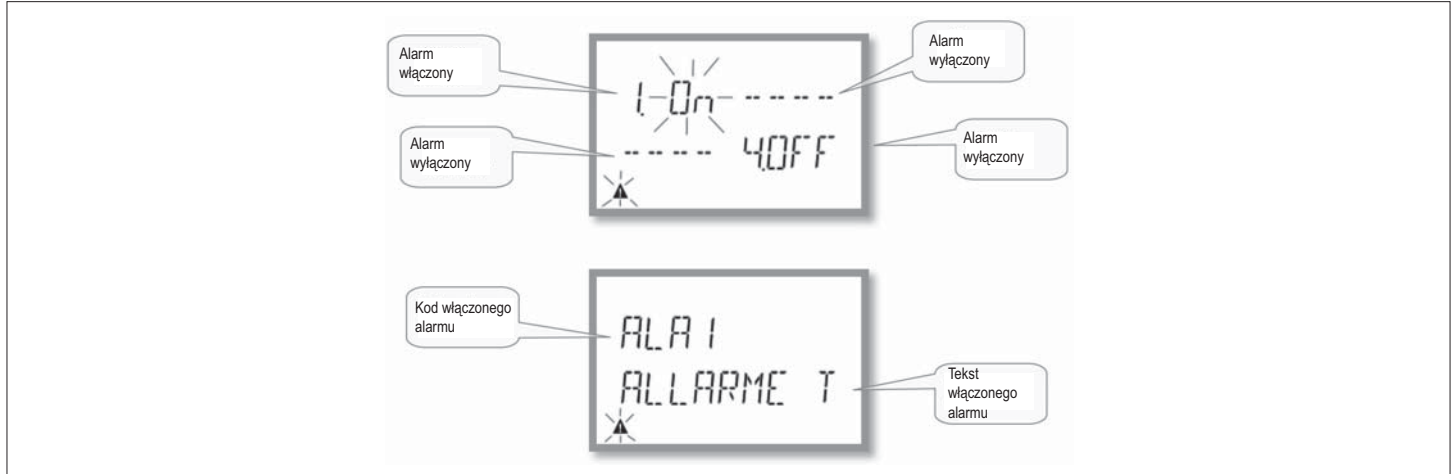 Alarm
włączony
Alarm
wyłączony
1. On ----
Alarm
wyłączony
---- 4.OFF
Alarm
wyłączony
Kod włączonego
alarmu
ALA1
ALLARME T
Tekst
włączonego
alarmu